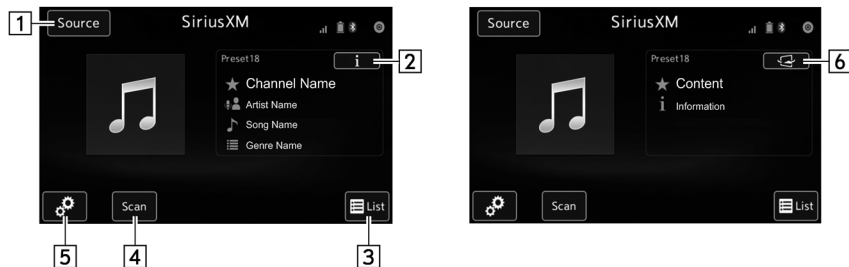 1
Source
SiriusXM
Preset18
i
2
Channel Name
Artist Name
Song Name
Genre Name
Scan
List
5
4
3
Source
SiriusXM
Preset18
6
Content
i
Information
Scan
List